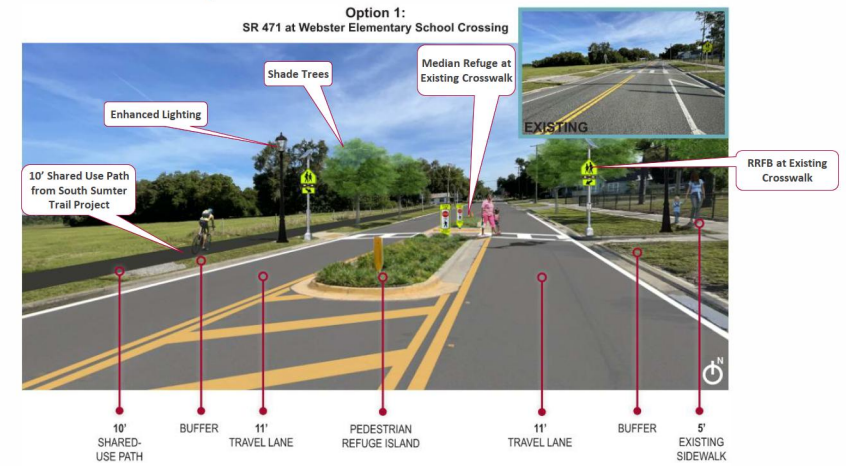 Option 1:
SR 471 at Webster Elementary School Crossing
Shade Trees
Median Refuge at
Existing Crosswalk
Enhanced Lighting
EXISTING
10' Shared Use Path
from South Sumter
Trail Project
RRFB at Existing
Crosswalk
N
10'
SHARED-
USE PATH
BUFFER
11'
TRAVEL LANE
PEDESTRIAN
REFUGE ISLAND
11'
TRAVEL LANE
BUFFER
5'
EXISTING
SIDEWALK